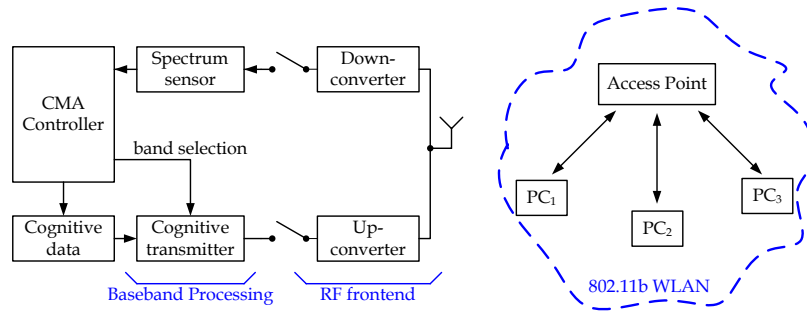 CMA
Controller
Spectrum
sensor
Down-
converter
band selection
Cognitive
data
Cognitive
transmitter
Up-
converter
Baseband Processing
RF frontend
Access Point
PC₁
PC₂
PC₃
802.11b WLAN